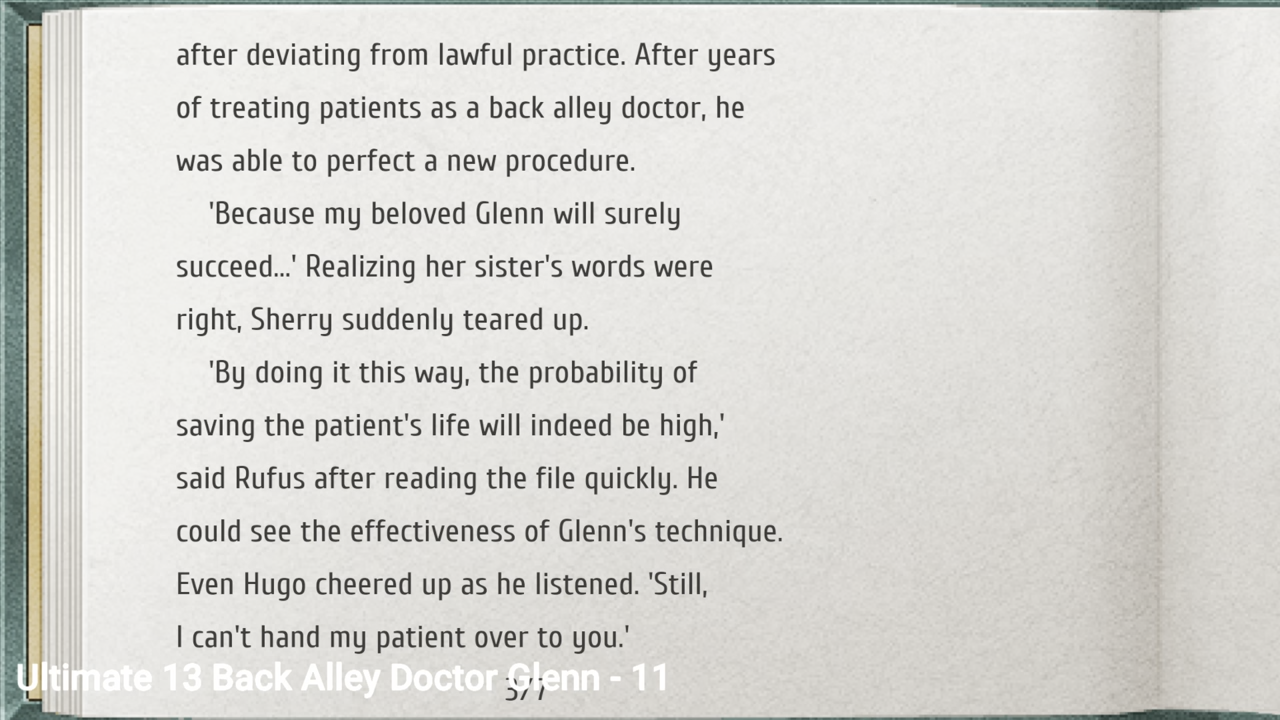 after deviating from lawful practice. After years
of treating patients as a back alley doctor, he
was able to perfect a new procedure.
'Because my beloved Glenn will surely
succeed...' Realizing her sister's words were
right, Sherry suddenly teared up.
'By doing it this way, the probability of
saving the patient's life will indeed be high,'
said Rufus after reading the file quickly. He
could see the effectiveness of Glenn's technique.
Even Hugo cheered up as he listened. 'Still,
I can't hand my patient over to you.'
Ultimate 13 Back Alley Doctor Glenn - 11
3/7